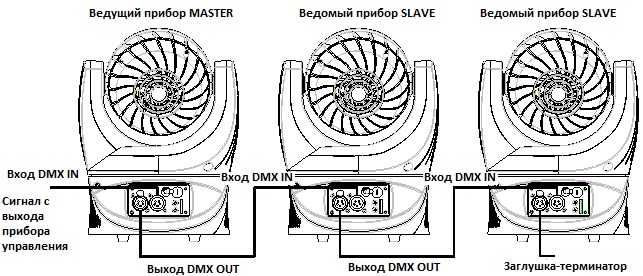 Ведущий прибор MASTER
Ведомый прибор SLAVE
Ведомый прибор SLAVE
Вход DMX IN
Вход DMX IN
Вход DMX IN
Сигнал с
выхода
прибора
управления
Выход DMX OUT
Выход DMX OUT
Заглушка-терминатор